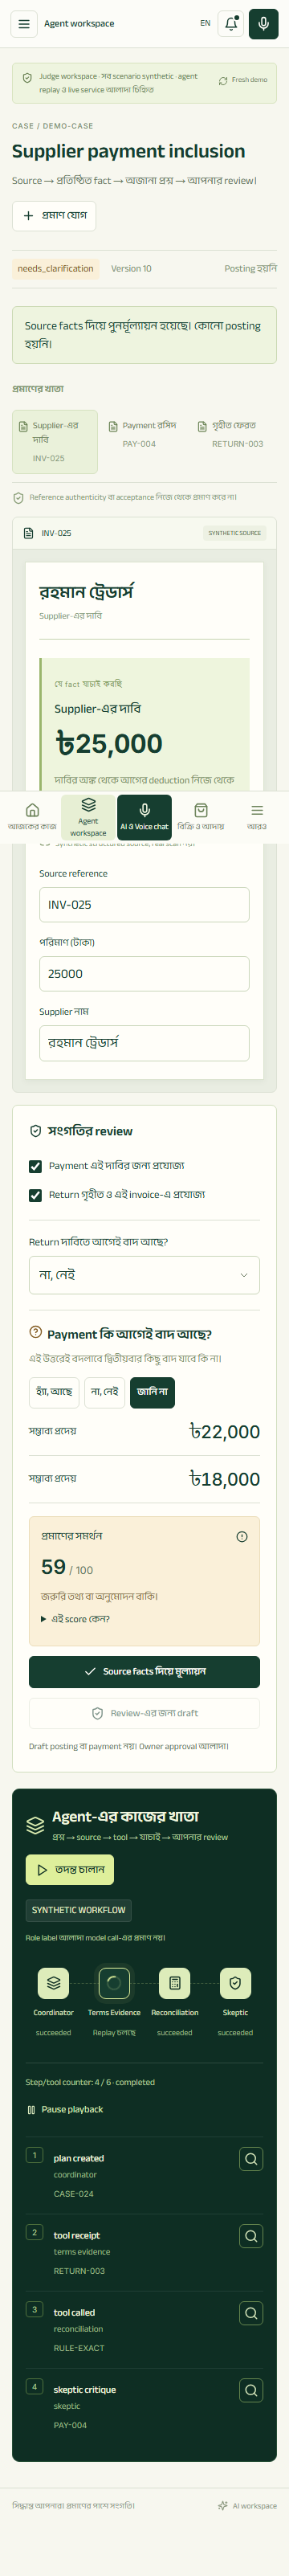 Agent workspace
EN
Judge workspace · সব scenario synthetic · agent
replay ও live service আলাদা চিহ্নিত
Fresh demo
CASE / DEMO-CASE
Supplier payment inclusion
Source → প্রতিষ্ঠিত fact → অজানা প্রশ্ন → আপনার review।
প্রমাণ যোগ
needs_clarification
Version 10
Posting হয়নি
Source facts দিয়ে পুনর্মূল্যায়ন হয়েছে। কোনো posting
হয়নি।
প্রমাণের খাতা
Supplier-এর
দাবি
INV-025
Payment রসিদ
PAY-004
গৃহীত ফেরত
RETURN-003
Reference authenticity বা acceptance নিজে থেকে প্রমাণ করে না।
INV-025
SYNTHETIC SOURCE
রহমান ট্রেডার্স
Supplier-এর দাবি
যে fact যাচাই করছি
Supplier-এর দাবি
৳25,000
দাবির অঙ্ক থেকে আগের deduction নিজে থেকে
আজকের কাজ
Agent
workspace
AI ও Voice chat
বিক্রি ও আদায়
আরও
Source reference
INV-025
পরিমাণ (টাকা)
25000
Supplier নাম
রহমান ট্রেডার্স
সংগতির review
Payment এই দাবির জন্য প্রযোজ্য
Return গৃহীত ও এই invoice-এ প্রযোজ্য
Return দাবিতে আগেই বাদ আছে?
না, নেই
Payment কি আগেই বাদ আছে?
এই উত্তরেই বদলাবে দ্বিতীয়বার কিছু বাদ যাবে কি না।
হ্যাঁ, আছে
না, নেই
জানি না
সম্ভাব্য প্রদেয়
৳22,000
সম্ভাব্য প্রদেয়
৳18,000
প্রমাণের সমর্থন
59 / 100
জরুরি তথ্য বা অনুমোদন বাকি।
এই score কেন?
Source facts দিয়ে মূল্যায়ন
Review-এর জন্য draft
Draft posting বা payment নয়। Owner approval আলাদা।
Agent-এর কাজের খাতা
প্রশ্ন → source → tool → যাচাই → আপনার review
তদন্ত চালান
SYNTHETIC WORKFLOW
Role label আলাদা model call-এর প্রমাণ নয়।
Coordinator
succeeded
Terms Evidence
Replay চলছে
Reconciliation
succeeded
Skeptic
succeeded
Step/tool counter: 4 / 6 · completed
Pause playback
1
plan created
coordinator
CASE-024
2
tool receipt
terms evidence
RETURN-003
3
tool called
reconciliation
RULE-EXACT
4
skeptic critique
skeptic
PAY-004
সিদ্ধান্ত আপনার। প্রমাণের পাশে সংগতি।
AI workspace